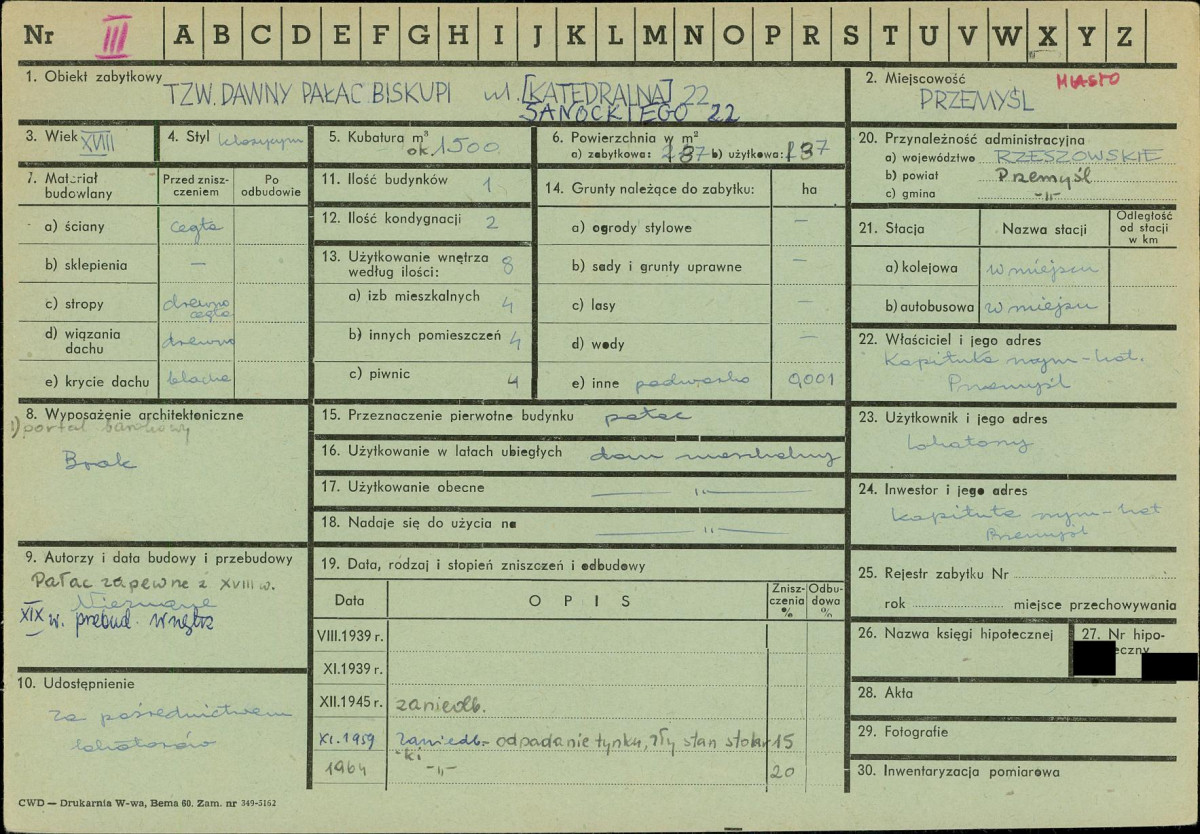 Nr III A B C D E F G H I J K L M N O P R S T U V W X Y Z
1. Obiekt zabytkowy
TZW. DAWNY PAŁAC BISKUPI ul. [KATEDRALNA] 22
SANOCKIEGO 22
2. Miejscowość MIASTO
PRZEMYŚL
3. Wiek XVIII
4. Styl klasycyzm
5. Kubatura m³
ok. 1500
6. Powierzchnia w m²
a) zabytkowa: 187 b) użytkowa: 187
7. Materiał budowlany
Przed zniszczeniem
Po odbudowie
a) ściany cegła
b) sklepienia —
c) stropy drewno
cegła
d) wiązania dachu drewno
e) krycie dachu blacha
8. Wyposażenie architektoniczne
1) portal barokowy
Brak
9. Autorzy i data budowy i przebudowy
Pałac zapewne z XVIII w.
Nieznane
XIX w. przebud. wnętrz
10. Udostępnienie
za pośrednictwem
lokatorów
11. Ilość budynków 1
12. Ilość kondygnacji 2
13. Użytkowanie wnętrza według ilości: 8
a) izb mieszkalnych 4
b) innych pomieszczeń 4
c) piwnic 4
14. Grunty należące do zabytku: ha
a) ogrody stylowe —
b) sady i grunty uprawne —
c) lasy —
d) wody —
e) inne podwórko 0,001
15. Przeznaczenie pierwotne budynku pałac
16. Użytkowanie w latach ubiegłych dom mieszkalny
17. Użytkowanie obecne — " —
18. Nadaje się do użycia na — " —
19. Data, rodzaj i stopień zniszczeń i odbudowy
Data OPIS Zniszczenia % Odbudowa %
VIII.1939 r.
XI.1939 r.
XII.1945 r. zaniedb.
XI.1959 zaniedb. - odpadanie tynku, zły stan stolar 15
ki
1964 -"- 20
20. Przynależność administracyjna
a) województwo RZESZOWSKIE
b) powiat Przemyśl
c) gmina -"-
21. Stacja Nazwa stacji Odległość od stacji w km
a) kolejowa w miejscu
b) autobusowa w miejscu
22. Właściciel i jego adres
Kapituła rzym-kat.
Przemyśl
23. Użytkownik i jego adres
lokatorzy
24. Inwestor i jego adres
Kapituła rzym-kat
Przemyśl
25. Rejestr zabytku Nr
rok miejsce przechowywania
26. Nazwa księgi hipotecznej
27. Nr hipo-
eczny
28. Akta
29. Fotografie
30. Inwentaryzacja pomiarowa
CWD — Drukarnia W-wa, Bema 60. Zam. nr 349-5162